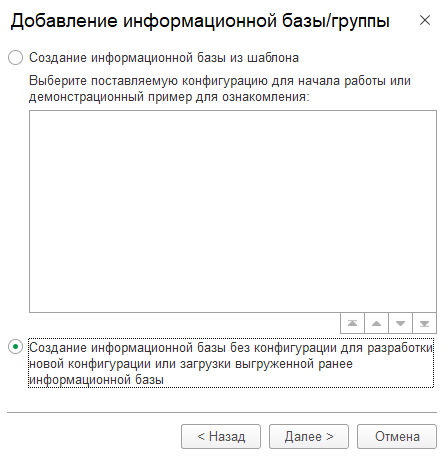 Добавление информационной базы/группы
Создание информационной базы из шаблона
Выберите поставляемую конфигурацию для начала работы или
демонстрационный пример для ознакомления:
Создание информационной базы без конфигурации для разработки
новой конфигурации или загрузки выгруженной ранее
информационной базы
< Назад
Далее >
Отмена